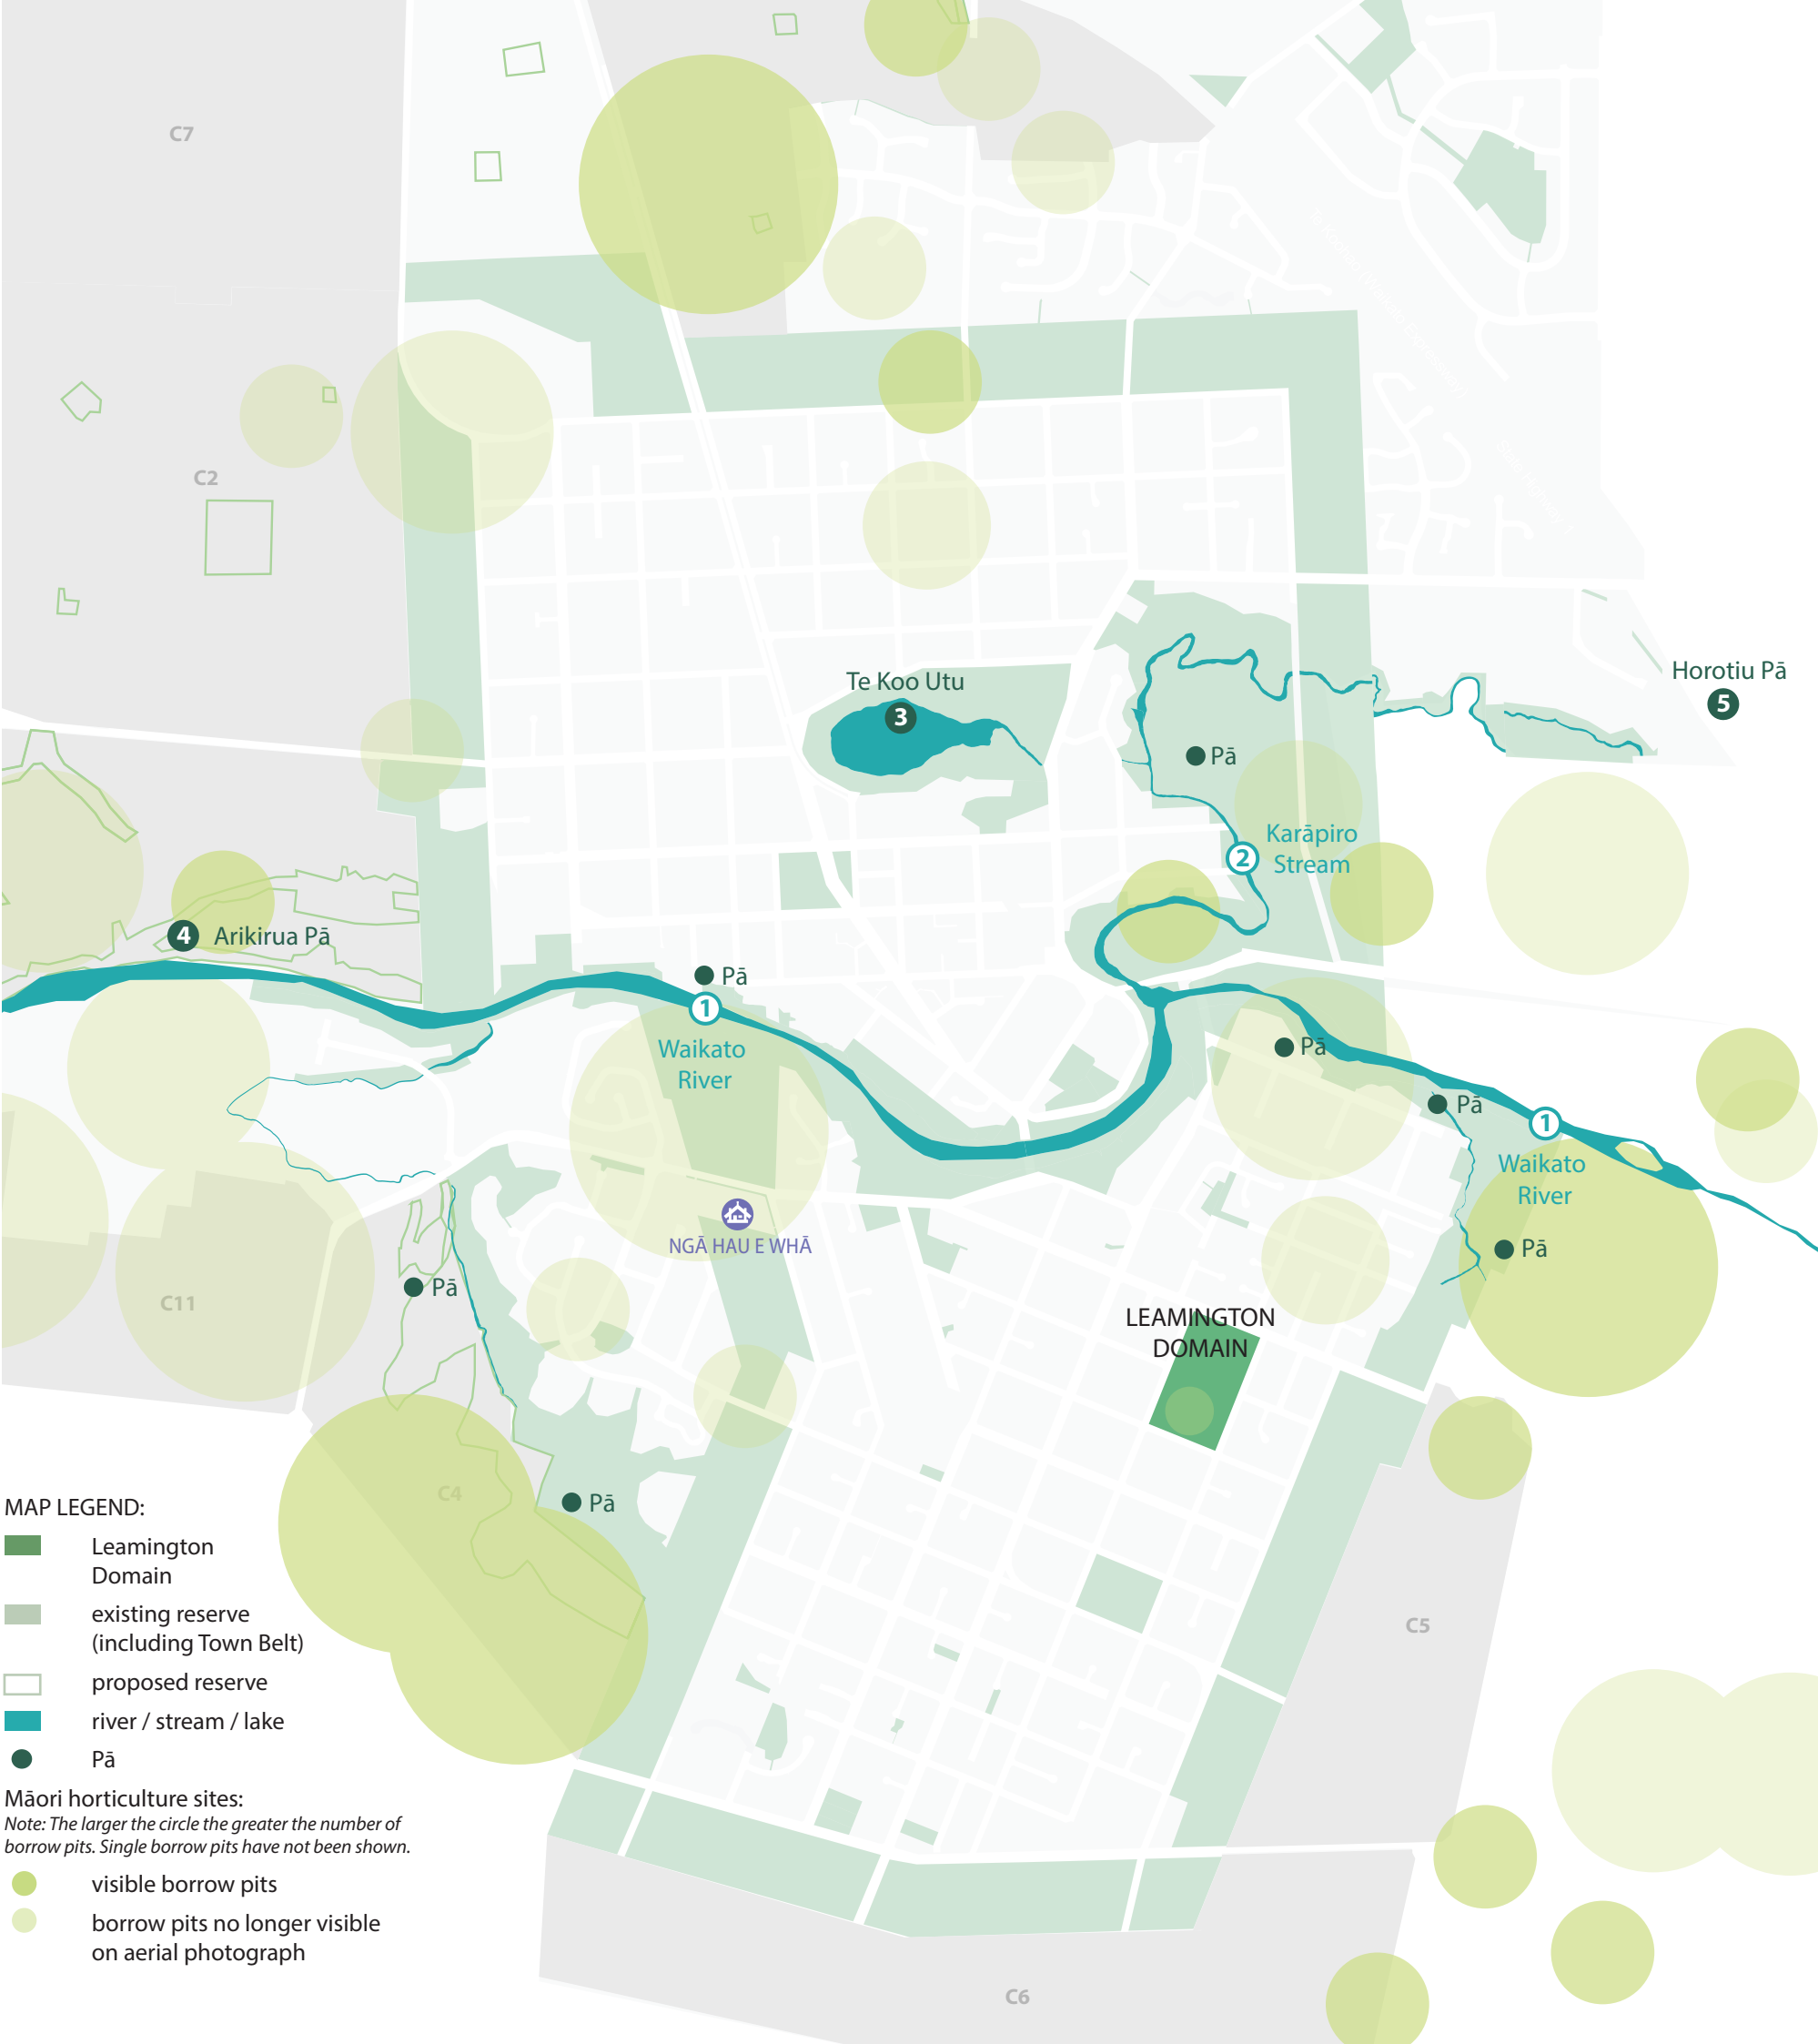 C7
C2
Te Koo Utu
3
Horotiu Pā
5
Pā
Karāpiro
2
Stream
4
Arikirua Pā
Pā
1
Waikato
River
Pā
Pā
1
Waikato
River
NGĀ HAU E WHĀ
Pā
Pā
C11
LEAMINGTON
DOMAIN
C4
Pā
MAP LEGEND:
Leamington
Domain
existing reserve
(including Town Belt)
proposed reserve
river / stream / lake
Pā
Māori horticulture sites:
Note: The larger the circle the greater the number of
borrow pits. Single borrow pits have not been shown.
visible borrow pits
borrow pits no longer visible
on aerial photograph
C5
C6